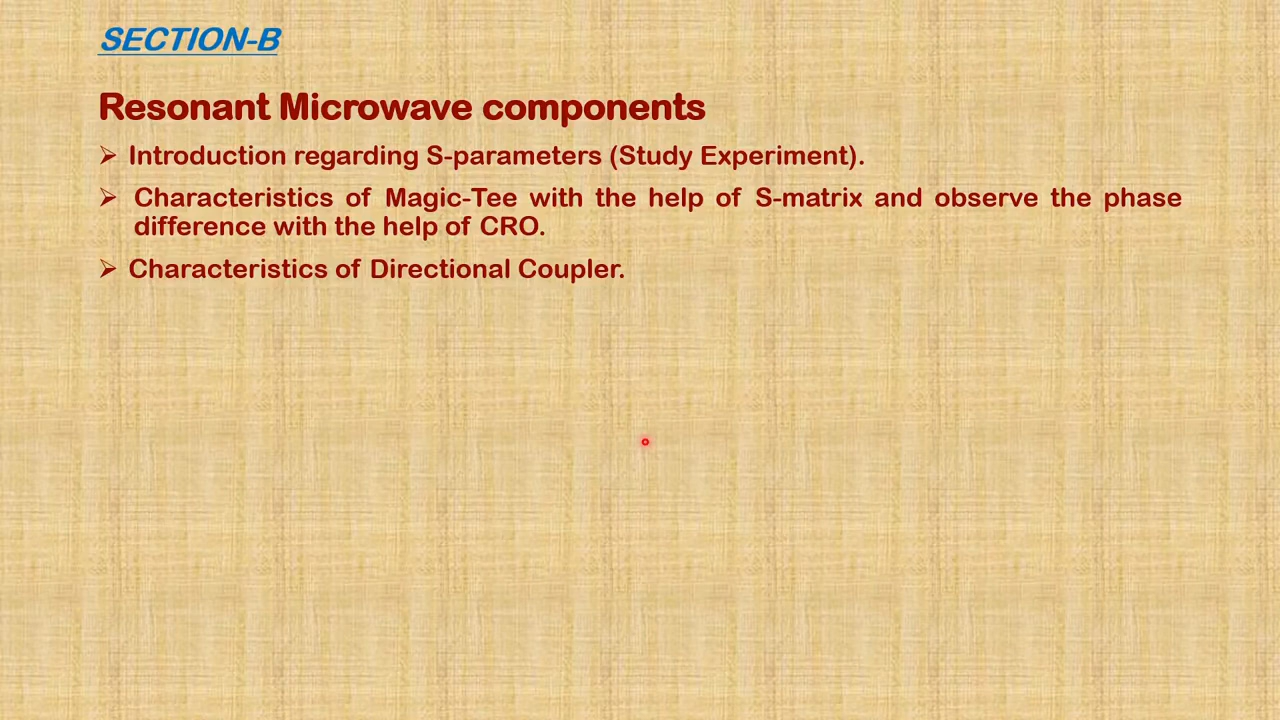 SECTION-B
Resonant Microwave components
➢ Introduction regarding S-parameters (Study Experiment).
➢ Characteristics of Magic-Tee with the help of S-matrix and observe the phase
difference with the help of CRO.
➢ Characteristics of Directional Coupler.